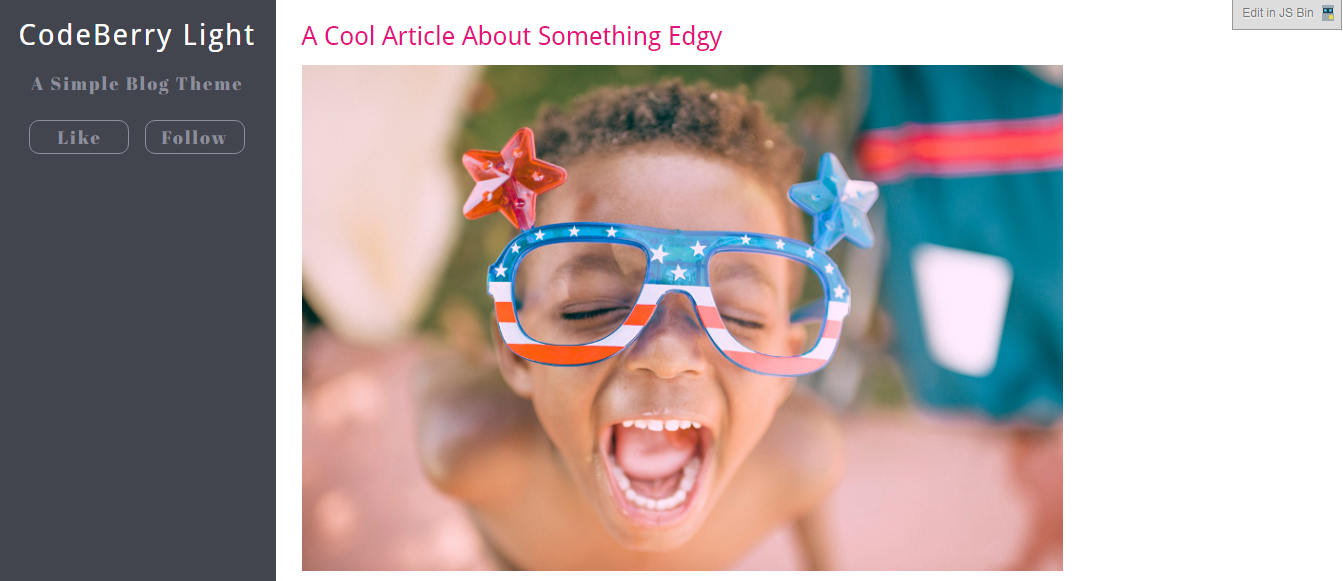 CodeBerry Light
A Simple Blog Theme
Like
Follow
A Cool Article About Something Edgy
Edit in JS Bin